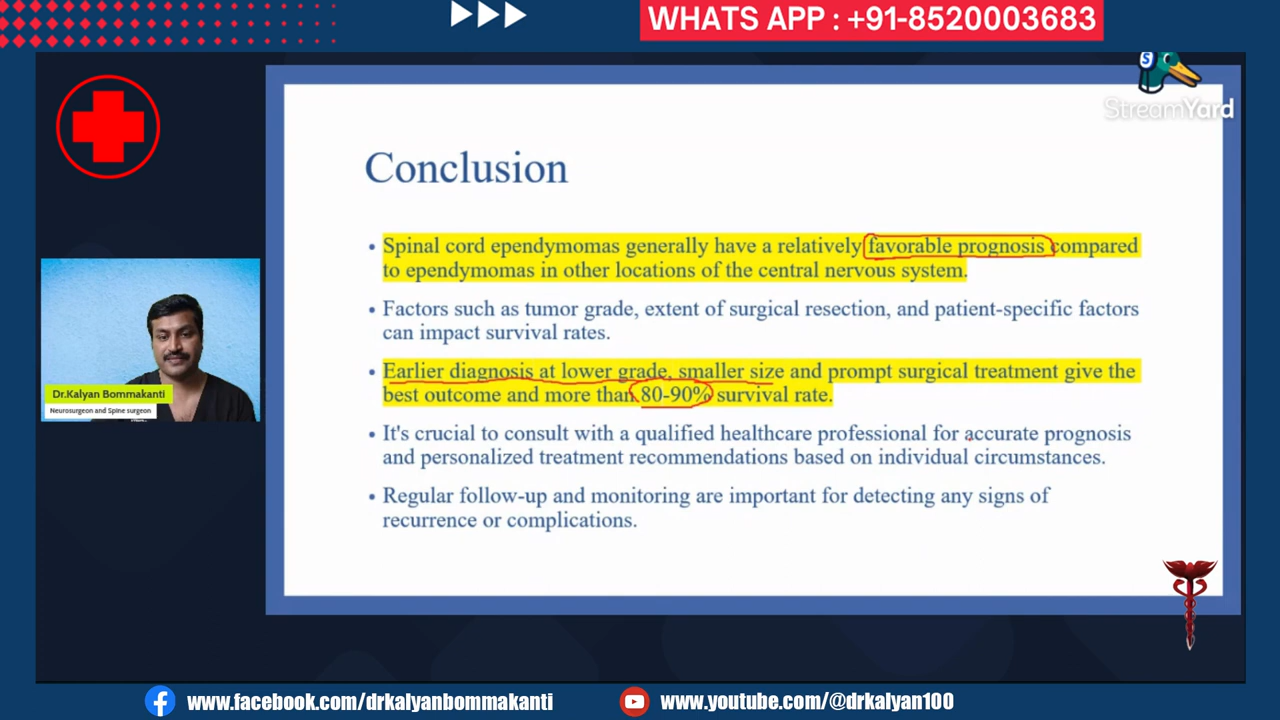 WHATS APP : +91-8520003683
S
StreamYard
Conclusion
• Spinal cord ependymomas generally have a relatively favorable prognosis compared
to ependymomas in other locations of the central nervous system.
• Factors such as tumor grade, extent of surgical resection, and patient-specific factors
can impact survival rates.
• Earlier diagnosis at lower grade, smaller size and prompt surgical treatment give the
best outcome and more than 80-90% survival rate.
• It's crucial to consult with a qualified healthcare professional for accurate prognosis
and personalized treatment recommendations based on individual circumstances.
• Regular follow-up and monitoring are important for detecting any signs of
recurrence or complications.
Dr.Kalyan Bommakanti
Neurosurgeon and Spine surgeon
www.facebook.com/drkalyanbommakanti
www.youtube.com/@drkalyan100